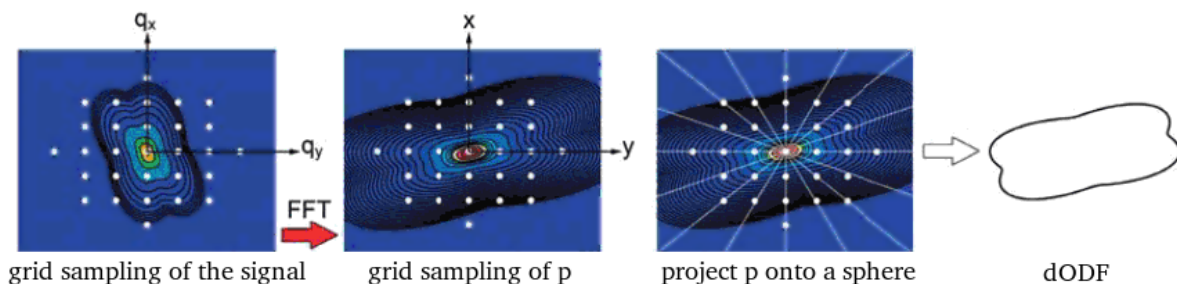 qx
x
qy
y
FFT
grid sampling of the signal
grid sampling of p
project p onto a sphere
dODF